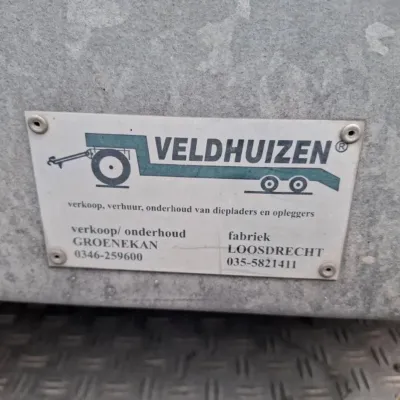 VELDHUIZEN®
verkoop, verhuur, onderhoud van diepladers en opleggers
verkoop/ onderhoud
GROENEKAN
0346-259600
fabriek
LOOSDRECHT
035-5821411